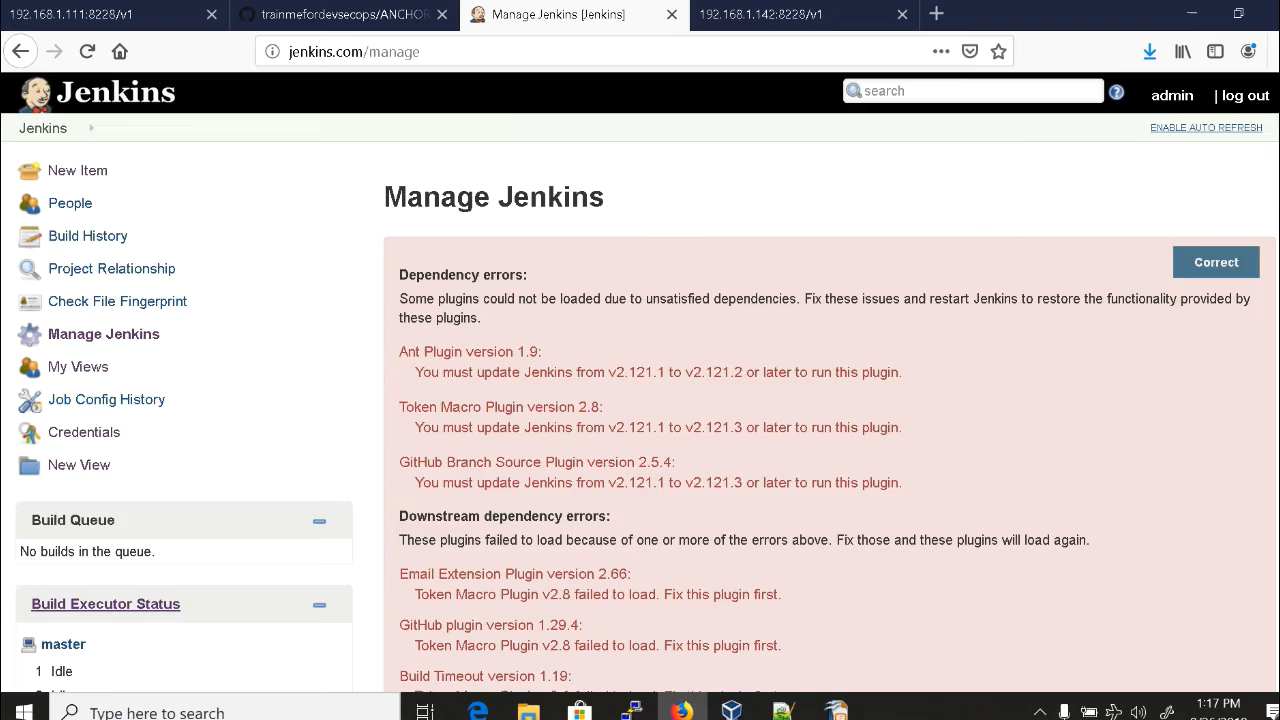 192.168.1.111:8228/v1
trainmefordevsecops/ANCHOR
Manage Jenkins [Jenkins]
192.168.1.142:8228/v1
jenkins.com/manage
Jenkins
search
admin
| log out
Jenkins
ENABLE AUTO REFRESH
New Item
People
Build History
Project Relationship
Check File Fingerprint
Manage Jenkins
My Views
Job Config History
Credentials
New View
Build Queue
No builds in the queue.
Build Executor Status
master
1 Idle
Manage Jenkins
Correct
Dependency errors:
Some plugins could not be loaded due to unsatisfied dependencies. Fix these issues and restart Jenkins to restore the functionality provided by
these plugins.
Ant Plugin version 1.9:
You must update Jenkins from v2.121.1 to v2.121.2 or later to run this plugin.
Token Macro Plugin version 2.8:
You must update Jenkins from v2.121.1 to v2.121.3 or later to run this plugin.
GitHub Branch Source Plugin version 2.5.4:
You must update Jenkins from v2.121.1 to v2.121.3 or later to run this plugin.
Downstream dependency errors:
These plugins failed to load because of one or more of the errors above. Fix those and these plugins will load again.
Email Extension Plugin version 2.66:
Token Macro Plugin v2.8 failed to load. Fix this plugin first.
GitHub plugin version 1.29.4:
Token Macro Plugin v2.8 failed to load. Fix this plugin first.
Build Timeout version 1.19:
Type here to search
1:17 PM